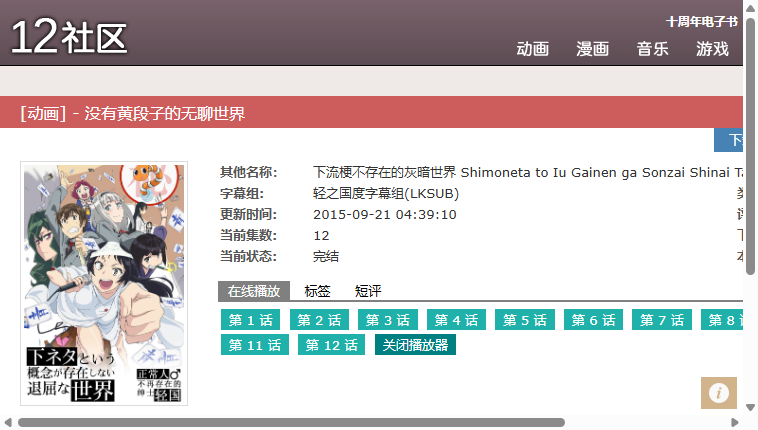 12社区
十周年电子书
动画 漫画 音乐 游戏
[动画] - 没有黄段子的无聊世界
其他名称: 下流梗不存在的灰暗世界 Shimoneta to Iu Gainen ga Sonzai Shinai
字幕组: 轻之国度字幕组(LKSUB)
更新时间: 2015-09-21 04:39:10
当前集数: 12
当前状态: 完结
在线播放 标签 短评
第 1 话 第 2 话 第 3 话 第 4 话 第 5 话 第 6 话 第 7 话 第 8
第 11 话 第 12 话 关闭播放器
下ネタという
概念が存在しない
退屈な世界
正常人♂
不再存在的
绅士轻国
i